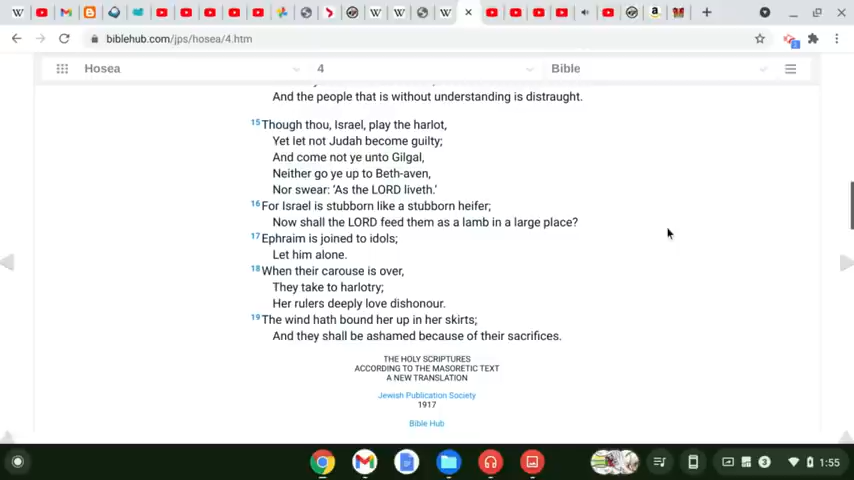 biblehub.com/jps/hosea/4.htm
Hosea
4
Bible
And the people that is without understanding is distraught.
15 Though thou, Israel, play the harlot,
Yet let not Judah become guilty;
And come not ye unto Gilgal,
Neither go ye up to Beth-aven,
Nor swear: ‘As the LORD liveth.’
16 For Israel is stubborn like a stubborn heifer;
Now shall the LORD feed them as a lamb in a large place?
17 Ephraim is joined to idols;
Let him alone.
18 When their carouse is over,
They take to harlotry;
Her rulers deeply love dishonour.
19 The wind hath bound her up in her skirts;
And they shall be ashamed because of their sacrifices.
THE HOLY SCRIPTURES
ACCORDING TO THE MASORETIC TEXT
A NEW TRANSLATION
Jewish Publication Society
1917
Bible Hub
3
1:55